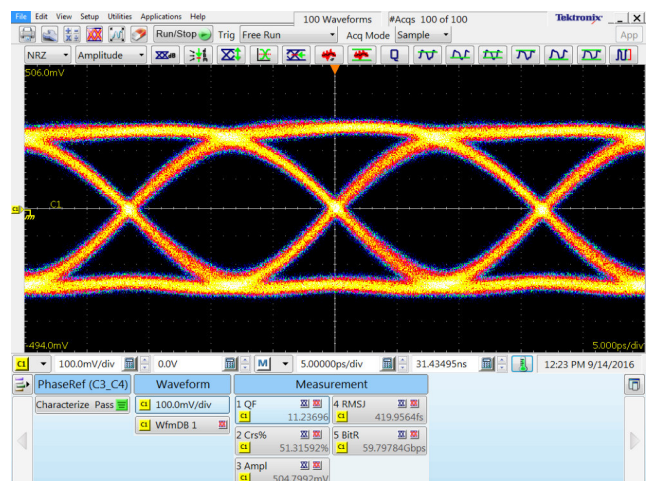 File Edit View Setup Utilities Applications Help 100 Waveforms #Acqs 100 of 100 Tektronix
Run/Stop Trig Free Run Acq Mode Sample App
NRZ Amplitude
506.0mV
C1
C1
-494.0mV 5.000ps/div
C1 100.0mV/div 0.0V M 5.00000ps/div 31.43495ns 12:23 PM 9/14/2016
PhaseRef (C3_C4) Waveform Measurement
Characterize Pass C1 100.0mV/div 1 QF C1 11.23696 4 RMSJ C1 419.9564fs
C1 WfmDB 1 2 Crs% C1 51.31592% 5 BitR C1 59.79784Gbps
3 Ampl C1 504.7992mV